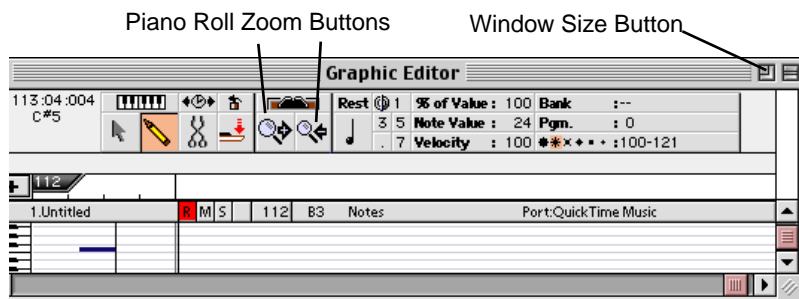 Piano Roll Zoom Buttons Window Size Button
Graphic Editor
113:04:004 Rest 1 % of Value : 100 Bank :--
C#5 3 5 Note Value : 24 Pgm. : 0
. 7 Velocity : 100 :100-121
112
1.Untitled R M S 112 B3 Notes Port:QuickTime Music